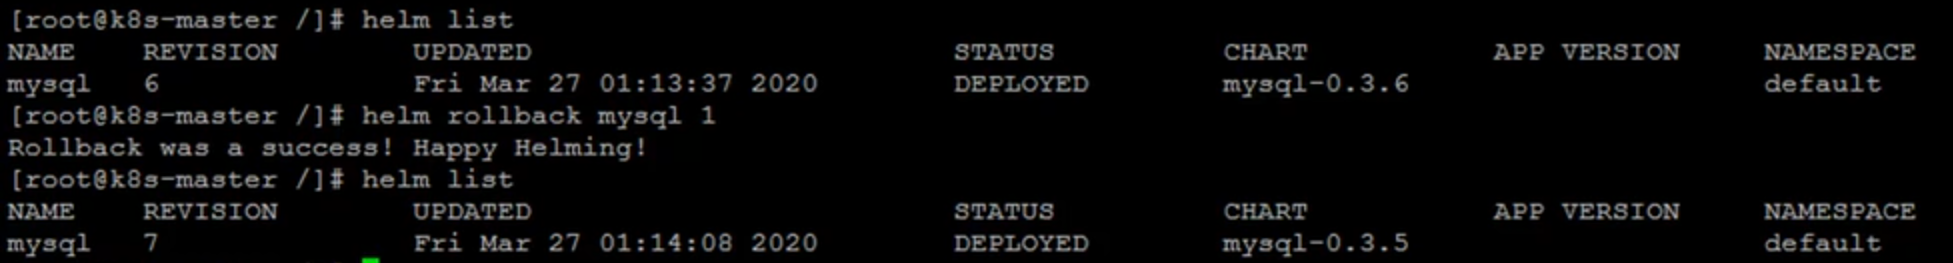 [root@k8s-master /]# helm list
NAME REVISION UPDATED STATUS CHART APP VERSION NAMESPACE
mysql 6 Fri Mar 27 01:13:37 2020 DEPLOYED mysql-0.3.6 default
[root@k8s-master /]# helm rollback mysql 1
Rollback was a success! Happy Helming!
[root@k8s-master /]# helm list
NAME REVISION UPDATED STATUS CHART APP VERSION NAMESPACE
mysql 7 Fri Mar 27 01:14:08 2020 DEPLOYED mysql-0.3.5 default